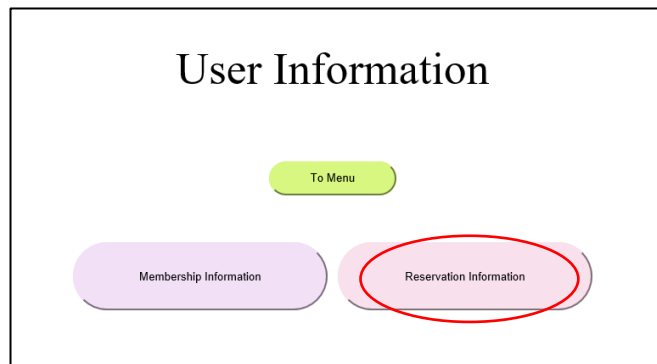 User Information
To Menu
Membership Information
Reservation Information